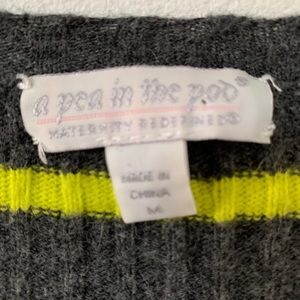 a pea in the pod®
MATERNITY REDEFINED®
MADE IN
CHINA
M